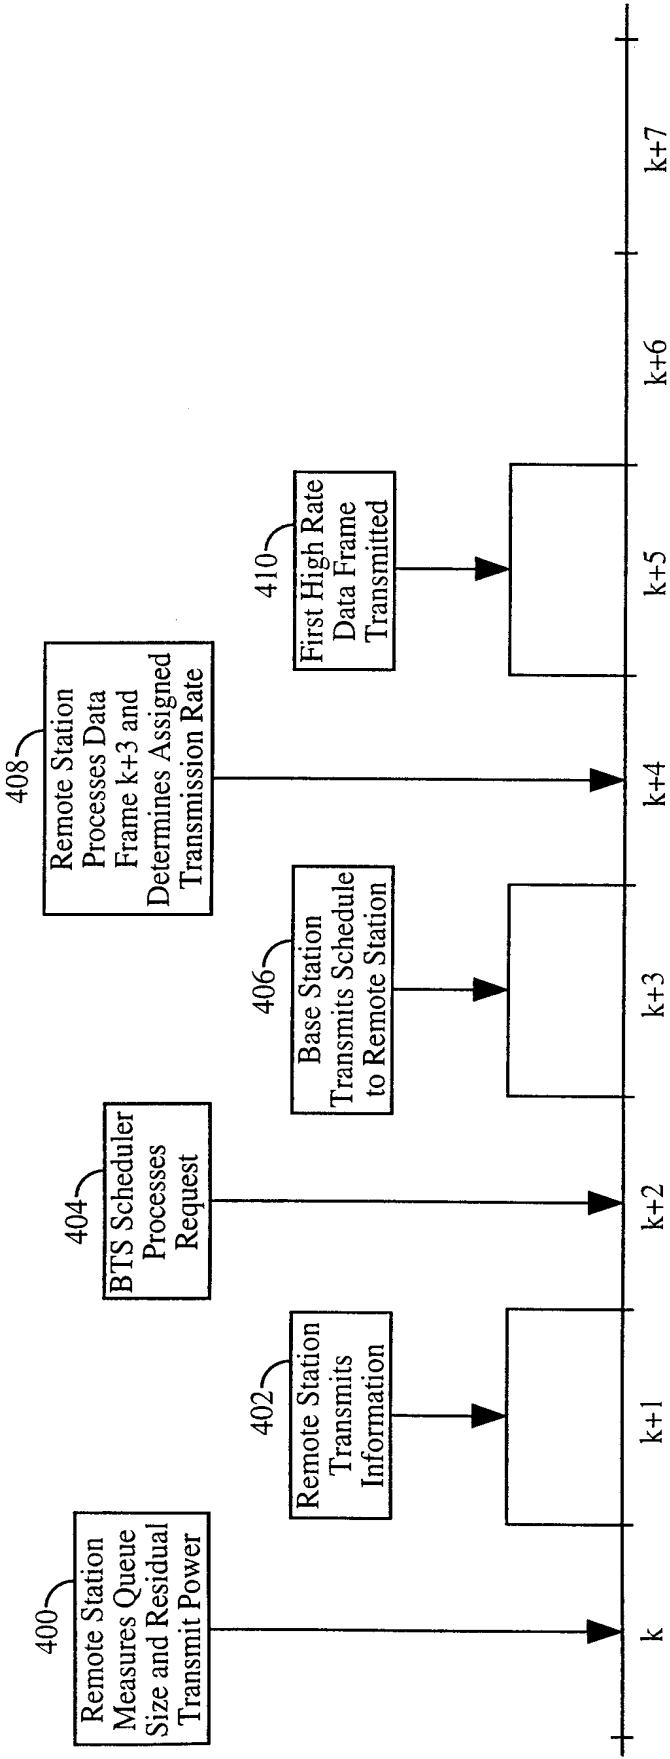 400
Remote Station
Measures Queue
Size and Residual
Transmit Power
402
Remote Station
Transmits
Information
404
BTS Scheduler
Processes
Request
406
Base Station
Transmits Schedule
to Remote Station
408
Remote Station
Processes Data
Frame k+3 and
Determines Assigned
Transmission Rate
410
First High Rate
Data Frame
Transmitted
k
k+1
k+2
k+3
k+4
k+5
k+6
k+7